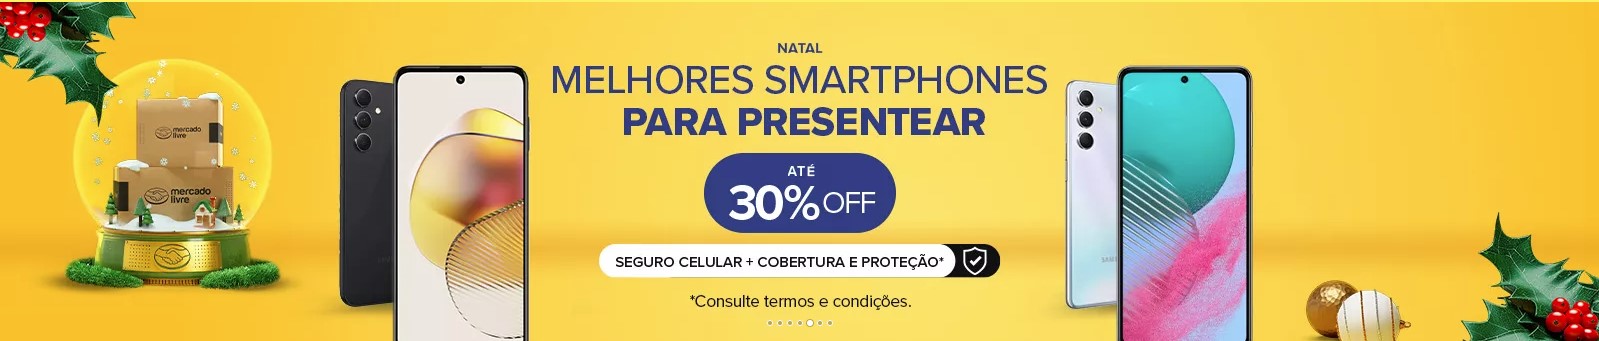 NATAL
MELHORES SMARTPHONES
PARA PRESENTEAR
ATÉ
30% OFF
SEGURO CELULAR + COBERTURA E PROTEÇÃO*
*Consulte termos e condições.
mercado
livre
mercado
livre